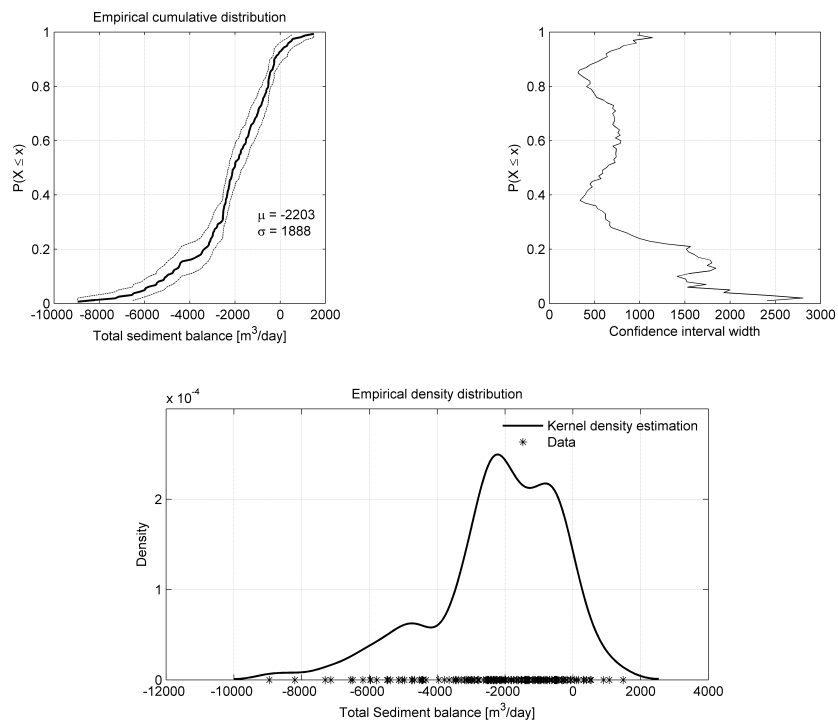 Empirical cumulative distribution
1
0.8
0.6
0.4
0.2
0
P(X ≤ x)
μ = -2203
σ = 1888
-10000 -8000 -6000 -4000 -2000 0 2000
Total sediment balance [m³/day]
1
0.8
0.6
0.4
0.2
0
P(X ≤ x)
0 500 1000 1500 2000 2500 3000
Confidence interval width
Empirical density distribution
x 10⁻⁴
Kernel density estimation
Data
2
1
0
Density
-12000 -10000 -8000 -6000 -4000 -2000 0 2000 4000
Total Sediment balance [m³/day]